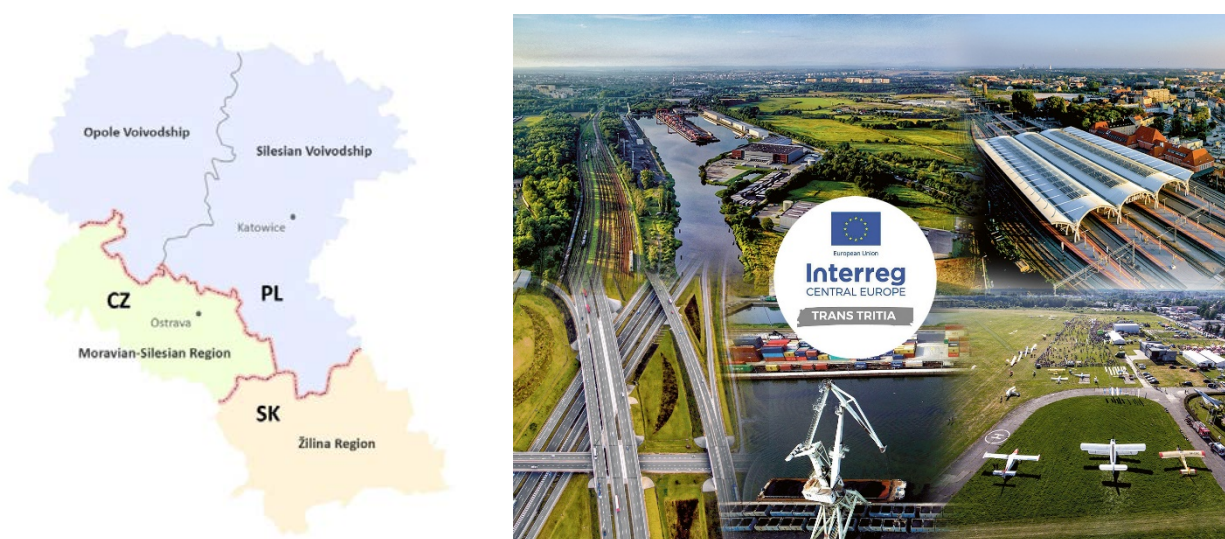 Opole Voivodship
Silesian Voivodship
Katowice
CZ
PL
Ostrava
Moravian-Silesian Region
SK
Žilina Region
European Union
Interreg
CENTRAL EUROPE
TRANS TRITIA
H